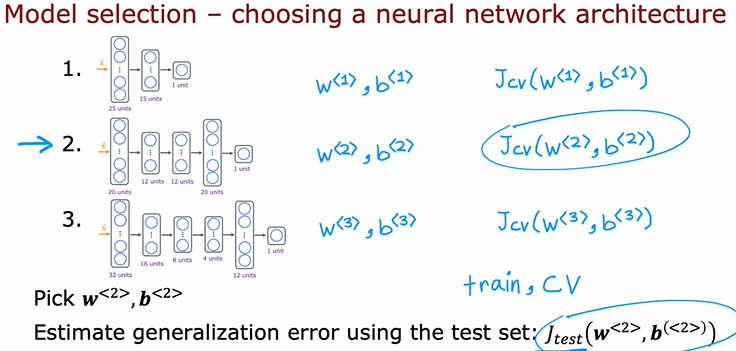 Model selection – choosing a neural network architecture
1. x⃗ 25 units 15 units 1 unit w<1>, b<1> Jcv(w<1>, b<1>)
→ 2. x⃗ 20 units 12 units 12 units 20 units 1 unit w<2>, b<2> Jcv(w<2>, b<2>)
3. x⃗ 32 units 16 units 8 units 4 units 12 units 1 unit w<3>, b<3> Jcv(w<3>, b<3>)
train, CV
Pick w<2>, b<2>
Estimate generalization error using the test set: Jtest(w<2>, b(<2>))